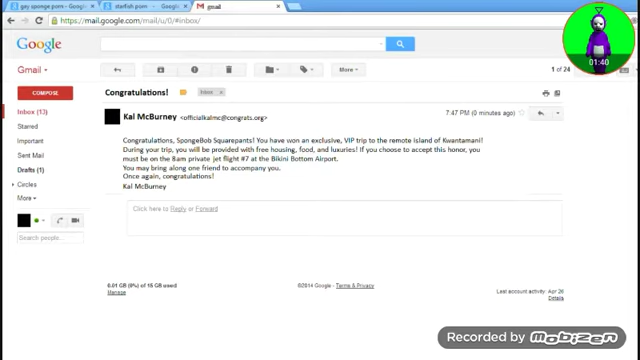 gay sponge porn - Google
starfish porn - Google
gmail
https://mail.google.com/mail/u/0/#inbox/
Google
Gmail
More
1 of 24
01:40
COMPOSE
Congratulations!
Inbox x
Inbox (13)
Kal McBurney <officialkalmc@congrats.org>
7:47 PM (0 minutes ago)
Starred
Important
Sent Mail
Drafts (1)
Circles
More
Congratulations, SpongeBob Squarepants! You have won an exclusive, VIP trip to the remote island of Kwantamani!
During your trip, you will be provided with free housing, food, and luxuries! If you choose to accept this honor, you
must be on the 8am private jet flight #7 at the Bikini Bottom Airport.
You may bring along one friend to accompany you.
Once again, congratulations!
Kal McBurney
Click here to Reply or Forward
Search people...
6.01 GB (9%) of 15 GB used
Manage
©2014 Google - Terms & Privacy
Last account activity: Apr 26
Details
Recorded by mobizen